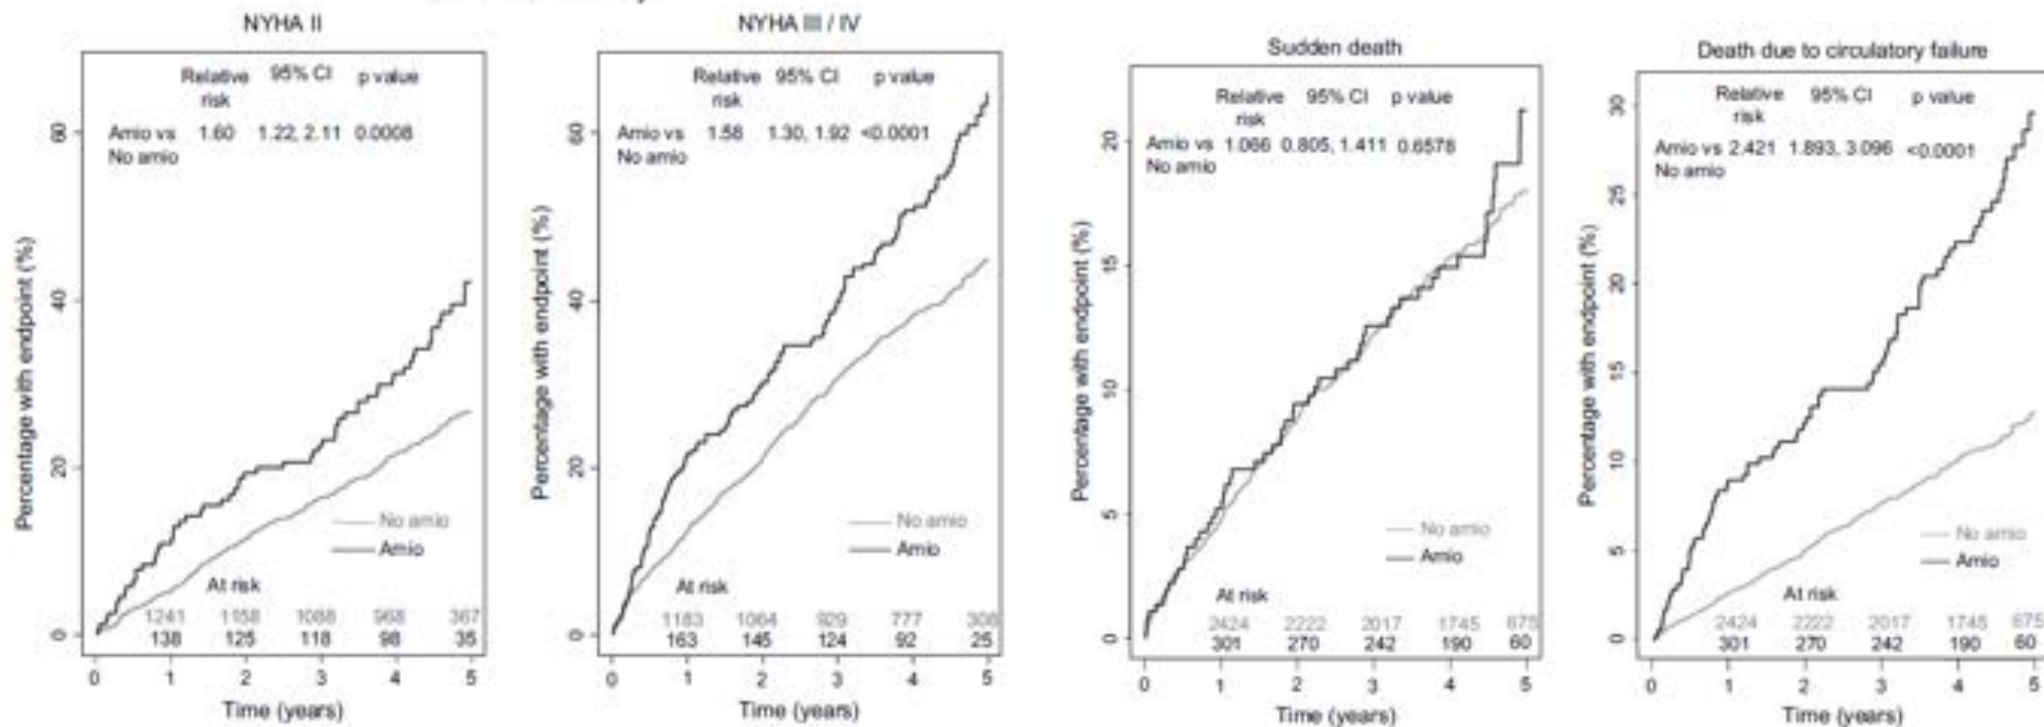 NYHA II
Relative 95% CI p value
risk
Amio vs 1.60 1.22, 2.11 0.0008
No amio
Percentage with endpoint (%)
60
40
20
0
No amio
Amio
At risk
1241 1158 1088 968 367
138 125 118 98 35
0 1 2 3 4 5
Time (years)
NYHA III / IV
Relative 95% CI p value
risk
Amio vs 1.58 1.30, 1.92 <0.0001
No amio
Percentage with endpoint (%)
60
40
20
0
No amio
Amio
At risk
1183 1064 929 777 308
163 145 124 92 25
0 1 2 3 4 5
Time (years)
Sudden death
Relative 95% CI p value
risk
Amio vs 1.066 0.805, 1.411 0.6578
No amio
Percentage with endpoint (%)
20
15
10
5
0
No amio
Amio
At risk
2424 2222 2017 1745 675
301 270 242 190 60
0 1 2 3 4 5
Time (years)
Death due to circulatory failure
Relative 95% CI p value
risk
Amio vs 2.421 1.893, 3.096 <0.0001
No amio
Percentage with endpoint (%)
30
25
20
15
10
5
0
No amio
Amio
At risk
2424 2222 2017 1745 675
301 270 242 190 60
0 1 2 3 4 5
Time (years)